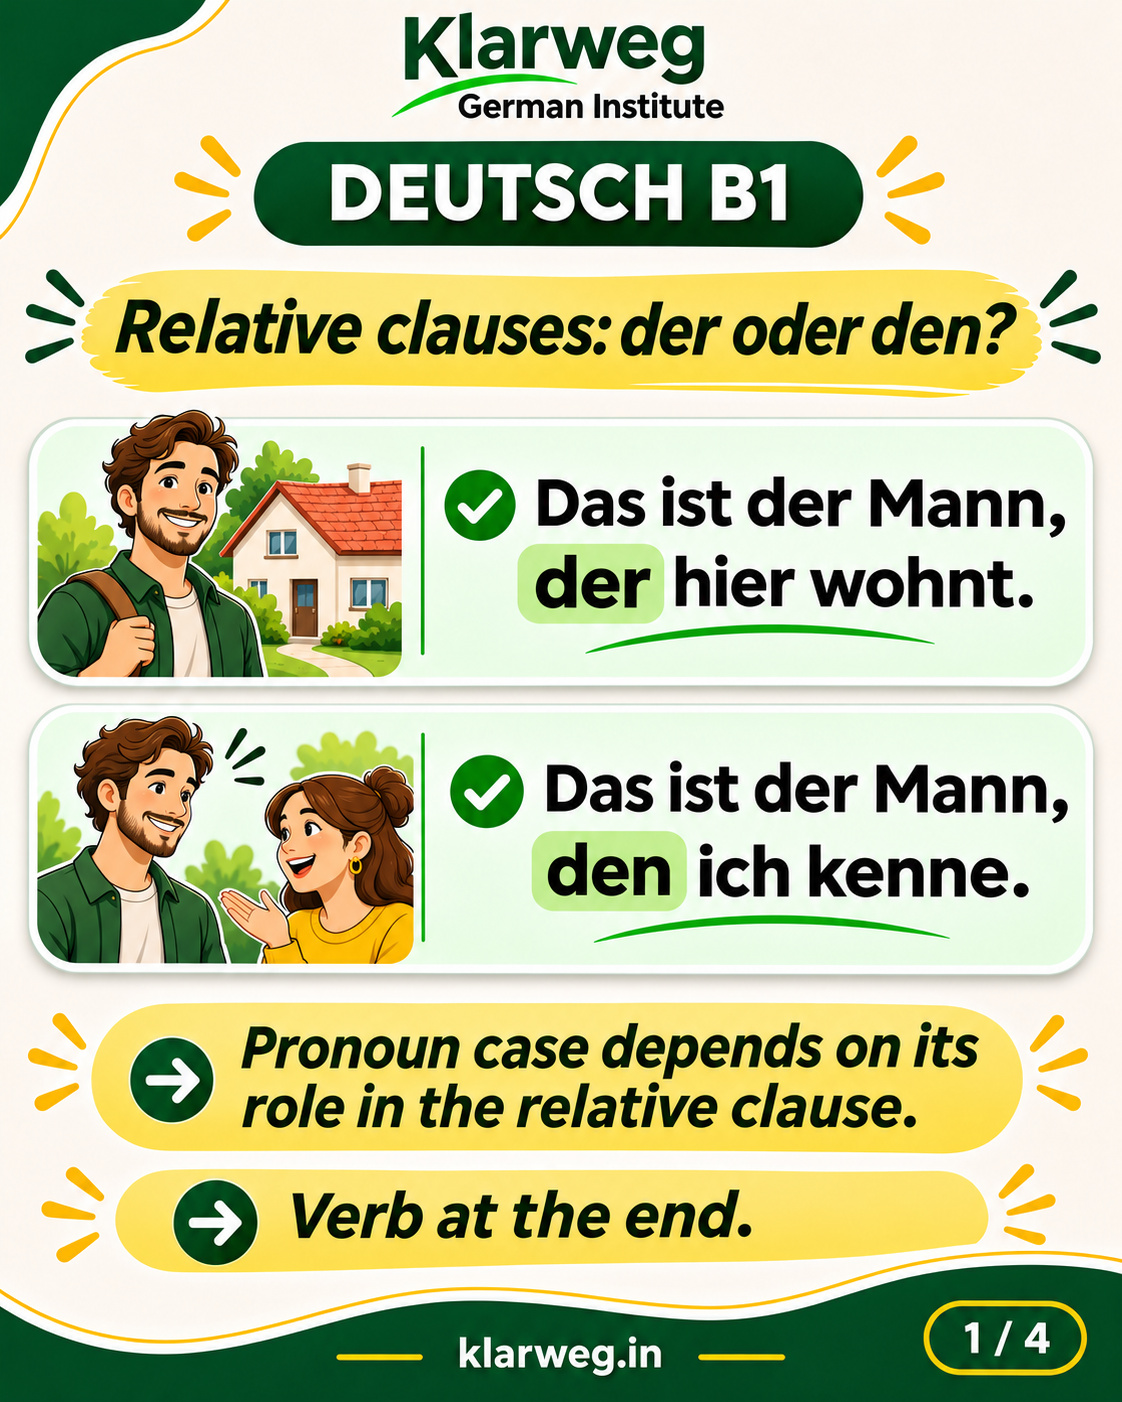 Klarweg
German Institute
DEUTSCH B1
Relative clauses: der oder den?
Das ist der Mann,
der hier wohnt.
Das ist der Mann,
den ich kenne.
Pronoun case depends on its
role in the relative clause.
Verb at the end.
klarweg.in
1 / 4